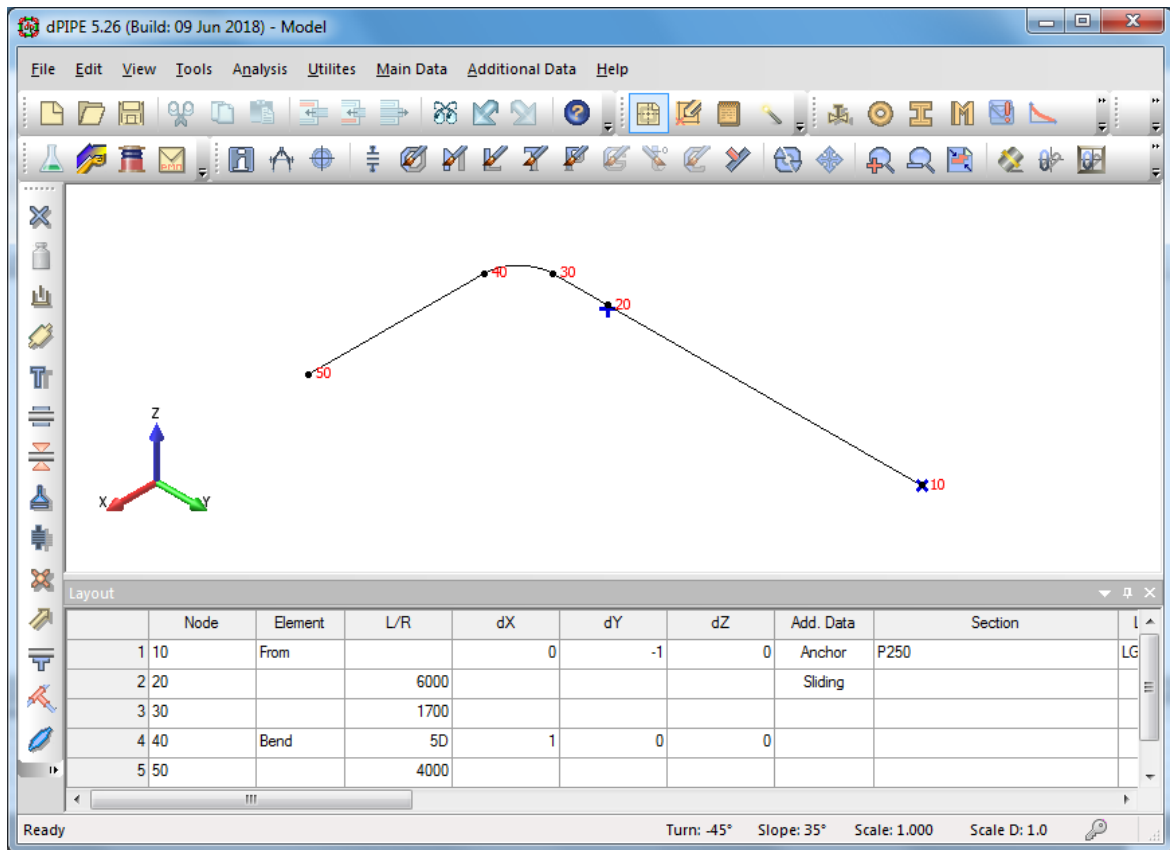 dPIPE 5.26 (Build: 09 Jun 2018) - Model
File Edit View Tools Analysis Utilites Main Data Additional Data Help
40 30
20
50
Z
X Y
10
Layout
Node Element L/R dX dY dZ Add. Data Section L
1 10 From 0 -1 0 Anchor P250 LG
2 20 6000 Sliding
3 30 1700
4 40 Bend 5D 1 0 0
5 50 4000
Ready Turn: -45° Slope: 35° Scale: 1.000 Scale D: 1.0